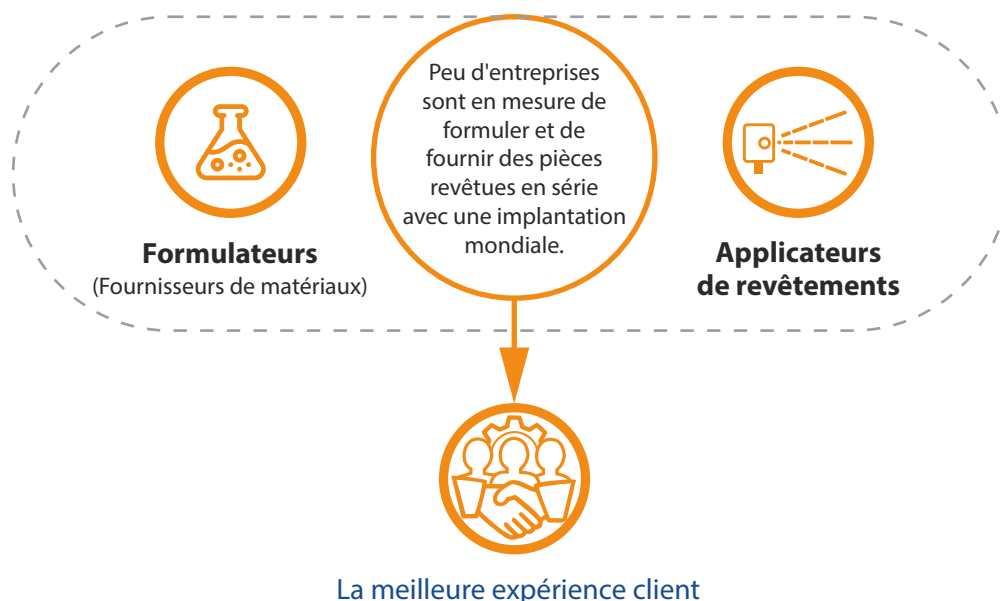 Peu d'entreprises
sont en mesure de
formuler et de
fournir des pièces
revêtues en série
avec une implantation
mondiale.
Formulateurs
(Fournisseurs de matériaux)
Applicateurs
de revêtements
La meilleure expérience client